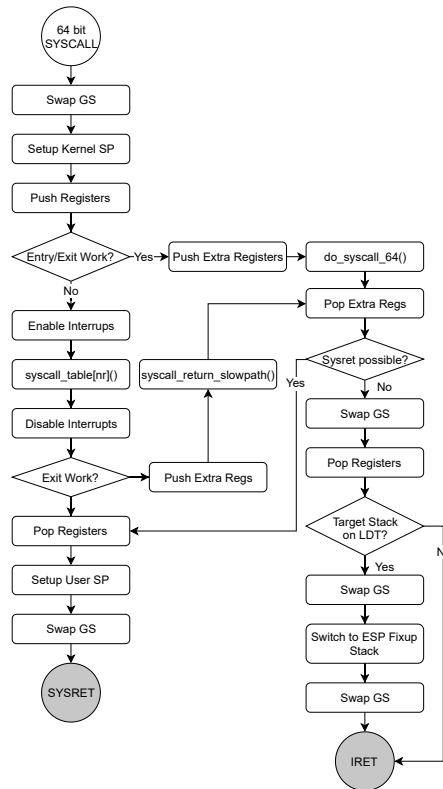 64 bit
SYSCALL
Swap GS
Setup Kernel SP
Push Registers
Entry/Exit Work?
Yes
Push Extra Registers
do_syscall_64()
No
Pop Extra Regs
Enable Interrups
Sysret possible?
syscall_table[nr]()
syscall_return_slowpath()
Yes
No
Disable Interrupts
Swap GS
Exit Work?
Push Extra Regs
Pop Registers
Pop Registers
Target Stack
on LDT?
N
Setup User SP
Yes
Swap GS
Swap GS
Switch to ESP Fixup
Stack
SYSRET
Swap GS
IRET